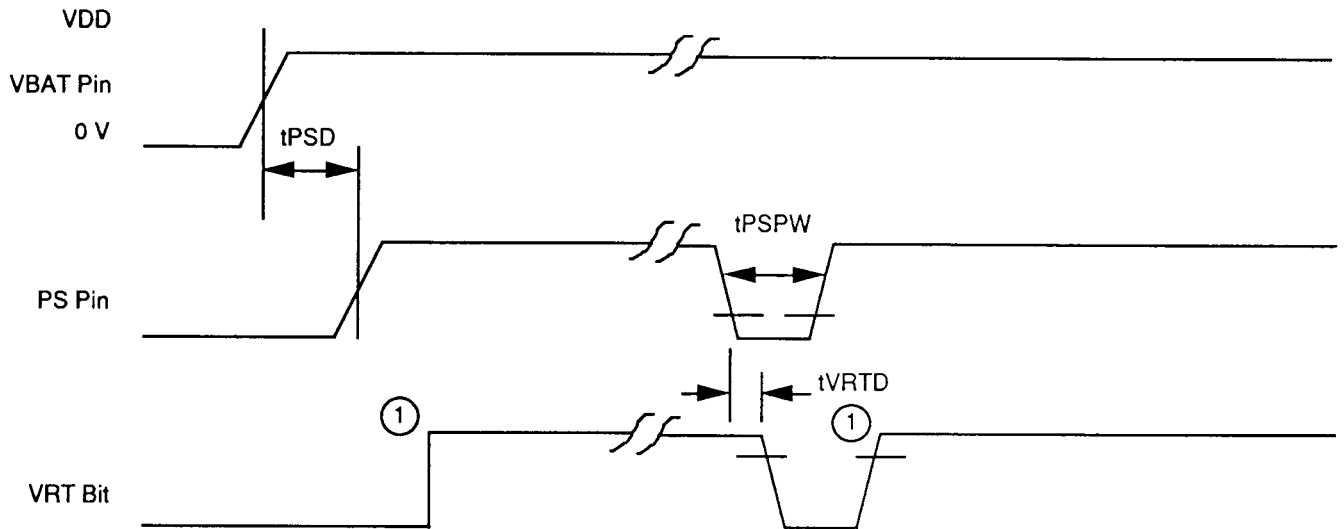 VDD
VBAT Pin
0 V
tPSD
tPSPW
PS Pin
tVRTD
1
1
VRT Bit